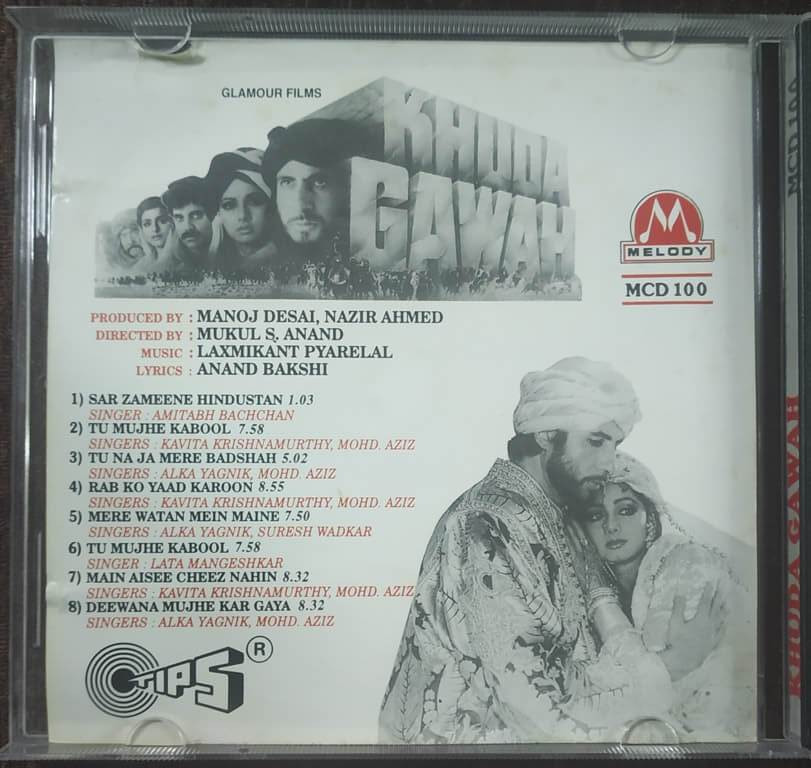 GLAMOUR FILMS
KHUDA
GAWAH
MELODY
MCD 100
PRODUCED BY : MANOJ DESAI, NAZIR AHMED
DIRECTED BY : MUKUL S. ANAND
MUSIC : LAXMIKANT PYARELAL
LYRICS : ANAND BAKSHI
1) SAR ZAMEENE HINDUSTAN 1.03
SINGER : AMITABH BACHCHAN
2) TU MUJHE KABOOL 7.58
SINGERS : KAVITA KRISHNAMURTHY, MOHD. AZIZ
3) TU NA JA MERE BADSHAH 5.02
SINGERS : ALKA YAGNIK, MOHD. AZIZ
4) RAB KO YAAD KAROON 8.55
SINGERS : KAVITA KRISHNAMURTHY, MOHD. AZIZ
5) MERE WATAN MEIN MAINE 7.50
SINGERS : ALKA YAGNIK, SURESH WADKAR
6) TU MUJHE KABOOL 7.58
SINGER : LATA MANGESHKAR
7) MAIN AISEE CHEEZ NAHIN 8.32
SINGERS : KAVITA KRISHNAMURTHY, MOHD. AZIZ
8) DEEWANA MUJHE KAR GAYA 8.32
SINGERS : ALKA YAGNIK, MOHD. AZIZ
TIPS ®
MCD 100
KHUDA GAWAH